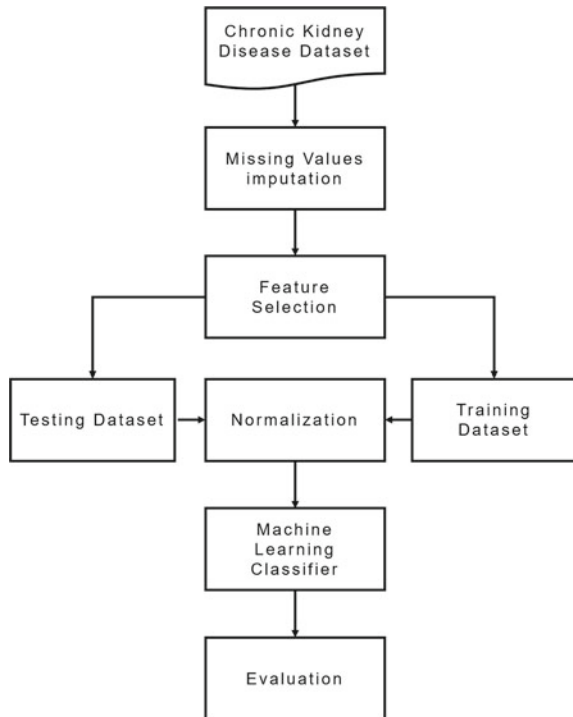 Chronic Kidney
Disease Dataset
Missing Values
imputation
Feature
Selection
Testing Dataset
Normalization
Training
Dataset
Machine
Learning
Classifier
Evaluation